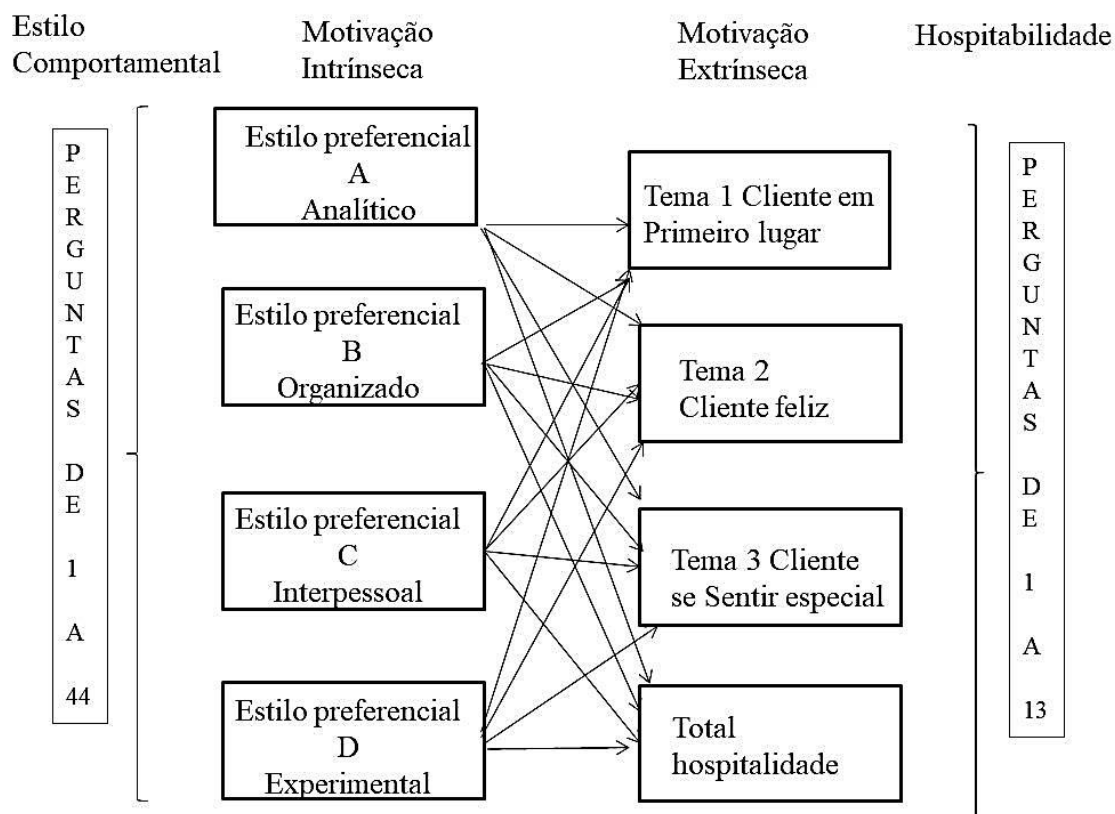 Estilo
Comportamental
Motivação
Intrínseca
Motivação
Extrínseca
Hospitabilidade
P
E
R
G
U
N
T
A
S
D
E
1
A
44
Estilo preferencial
A
Analítico
Estilo preferencial
B
Organizado
Estilo preferencial
C
Interpessoal
Estilo preferencial
D
Experimental
Tema 1 Cliente em
Primeiro lugar
Tema 2
Cliente feliz
Tema 3 Cliente
se Sentir especial
Total
hospitalidade
P
E
R
G
U
N
T
A
S
D
E
1
A
13